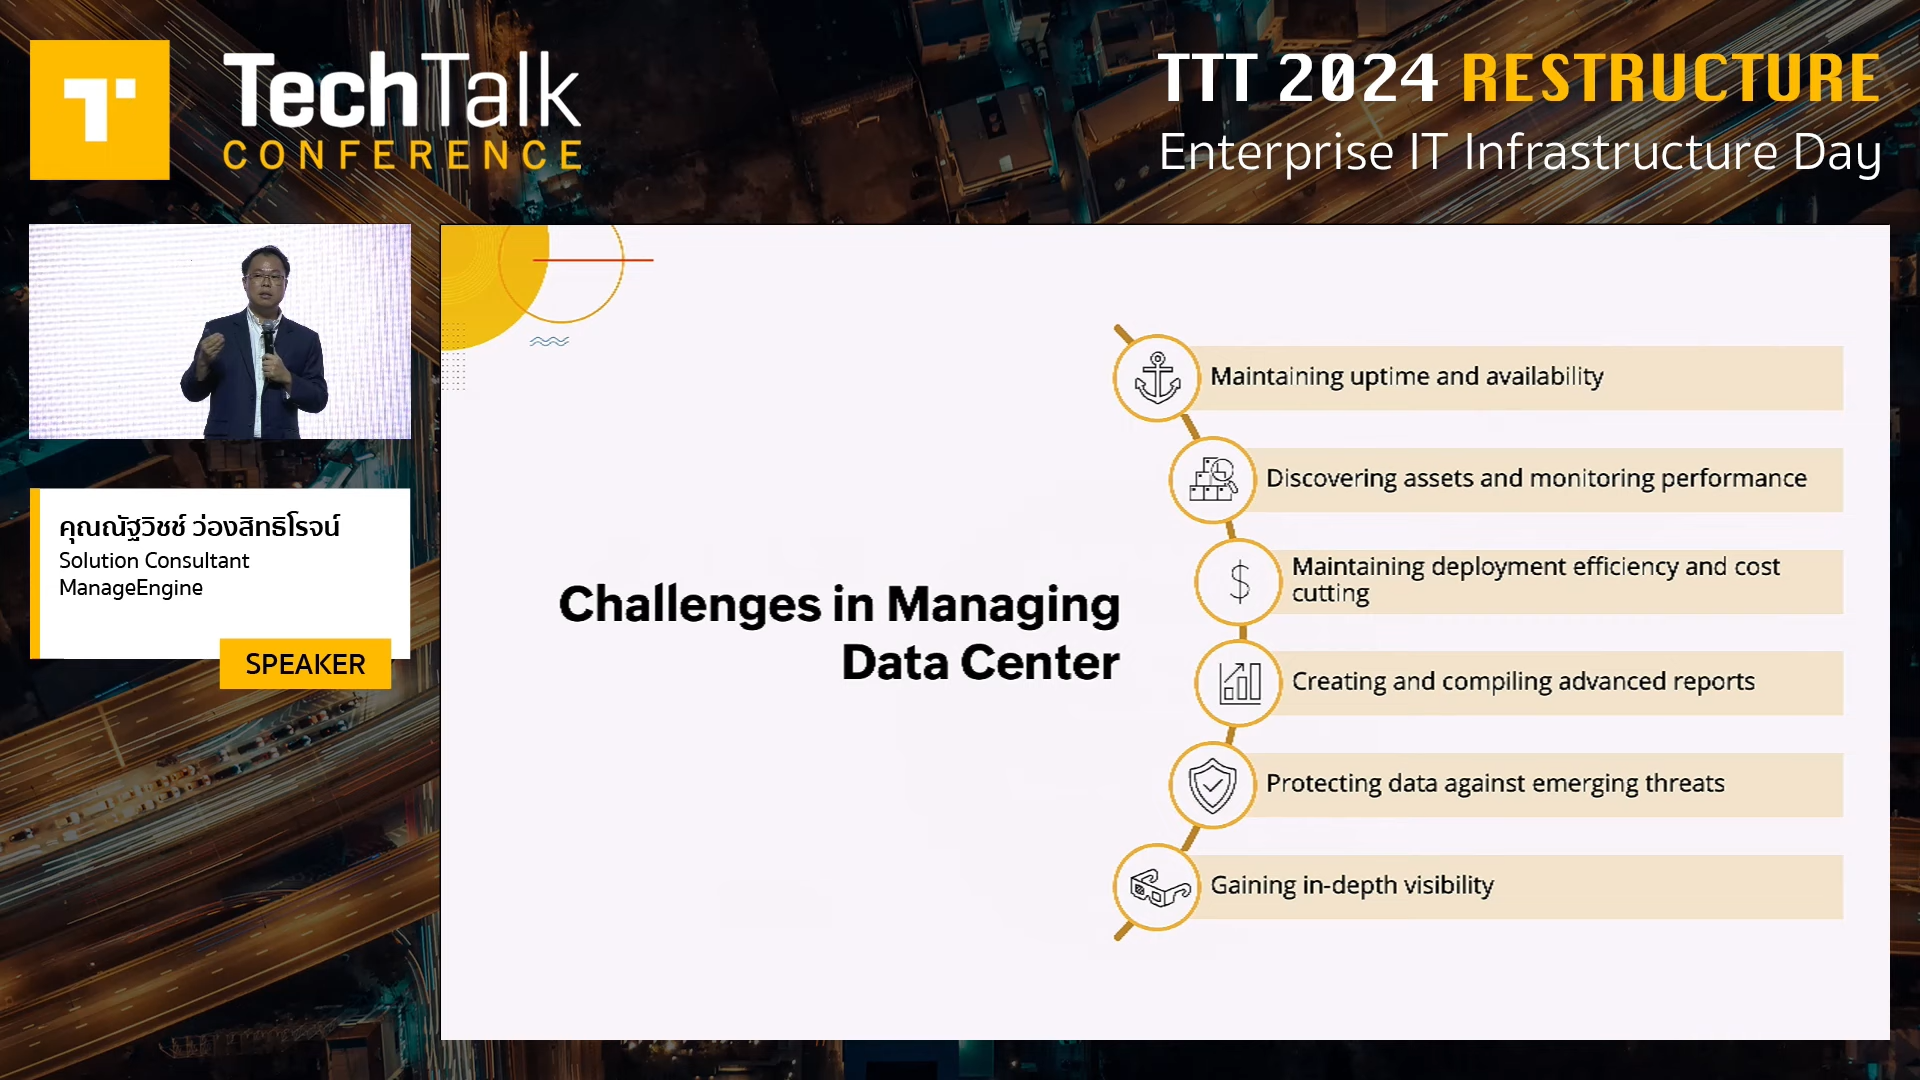 TechTalk
CONFERENCE
TTT 2024 RESTRUCTURE
Enterprise IT Infrastructure Day
คุณณัฐวิชช์ ว่องสิทธิโรจน์
Solution Consultant
ManageEngine
SPEAKER
Challenges in Managing
Data Center
Maintaining uptime and availability
Discovering assets and monitoring performance
Maintaining deployment efficiency and cost
cutting
Creating and compiling advanced reports
Protecting data against emerging threats
Gaining in-depth visibility